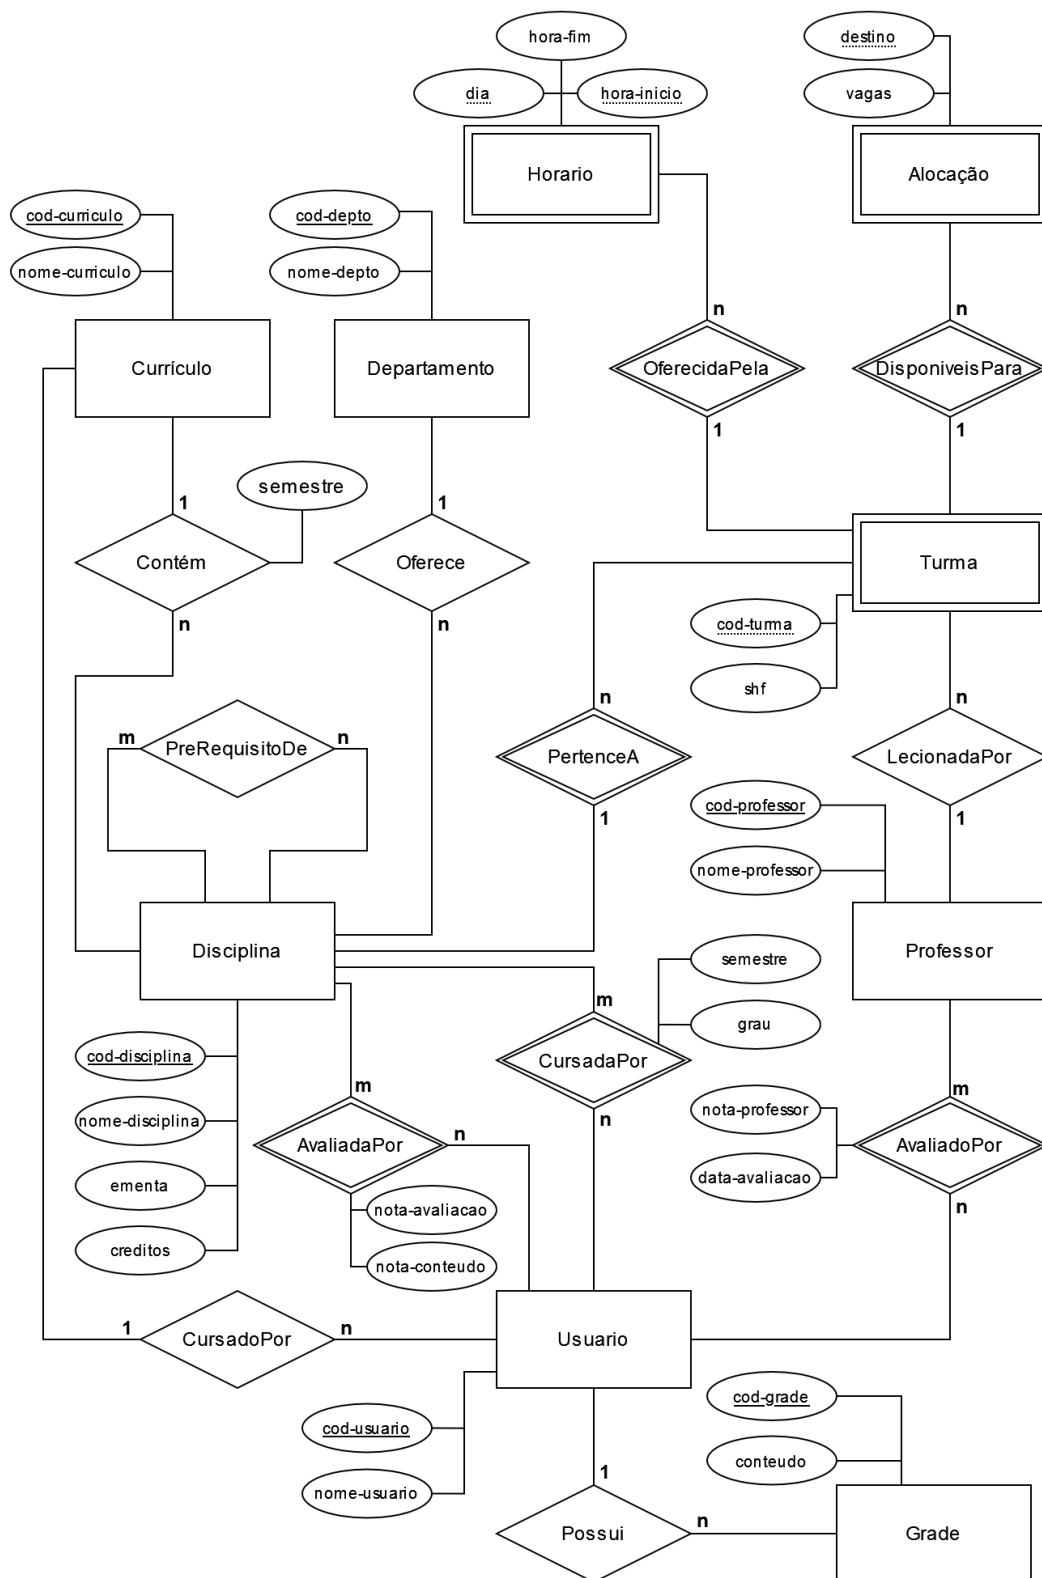 hora-fim
destino
dia
hora-inicio
vagas
Horario
Alocação
cod-curriculo
cod-depto
nome-curriculo
nome-depto
n
n
Currículo
Departamento
OferecidaPela
DisponiveisPara
1
1
semestre
1
1
Contém
Oferece
Turma
n
n
cod-turma
shf
n
n
m
PreRequisitoDe
n
PertenceA
LecionadaPor
cod-professor
1
1
nome-professor
Disciplina
Professor
semestre
m
grau
cod-disciplina
CursadaPor
m
nota-professor
m
nome-disciplina
n
n
AvaliadaPor
AvaliadoPor
data-avaliacao
ementa
n
nota-avaliacao
creditos
nota-conteudo
1
CursadoPor
n
Usuario
cod-grade
cod-usuario
conteudo
1
nome-usuario
Possui
n
Grade